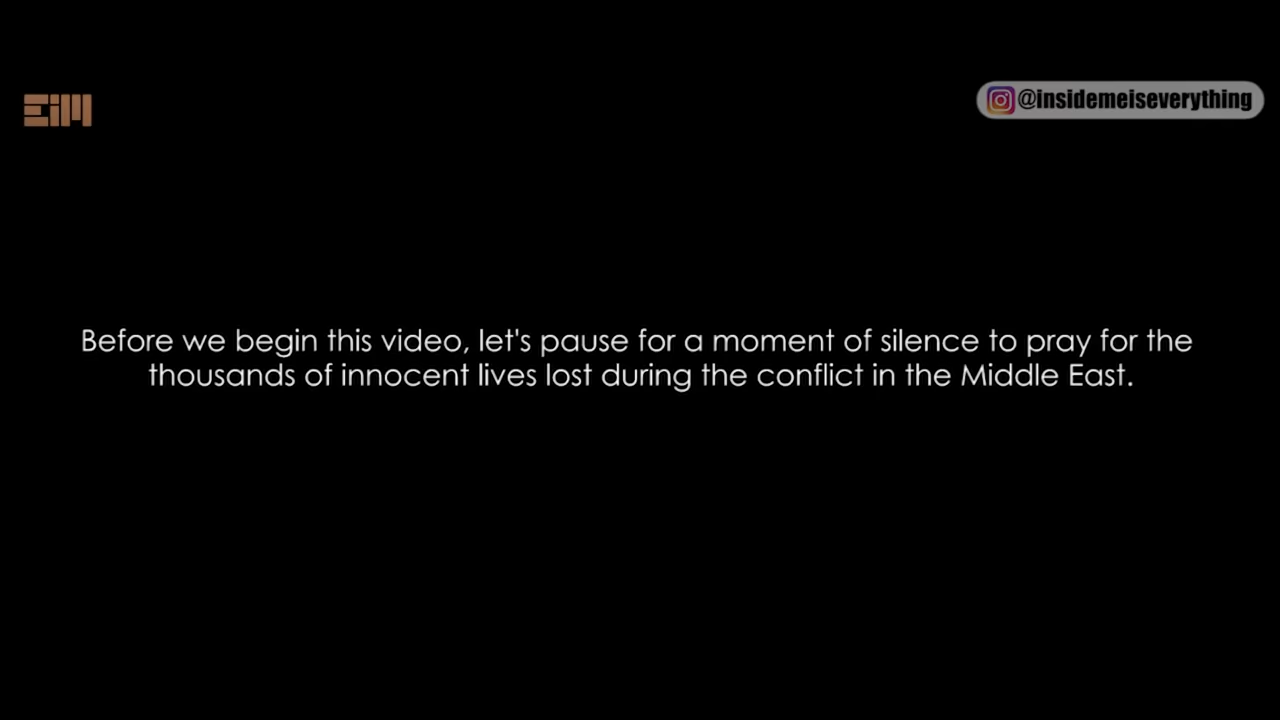 EiM
@insidemeiseverything
Before we begin this video, let's pause for a moment of silence to pray for the
thousands of innocent lives lost during the conflict in the Middle East.